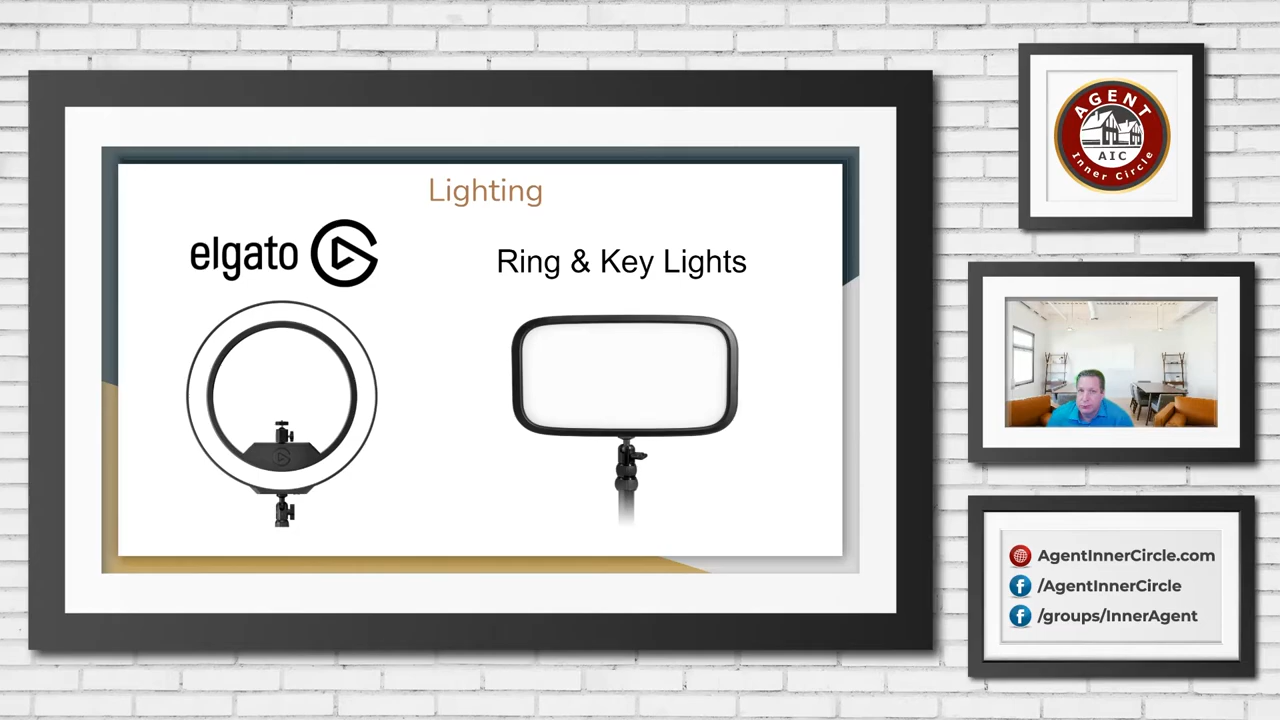 Lighting
elgato
Ring & Key Lights
AGENT
AIC
Inner Circle
AgentInnerCircle.com
/AgentInnerCircle
/groups/InnerAgent